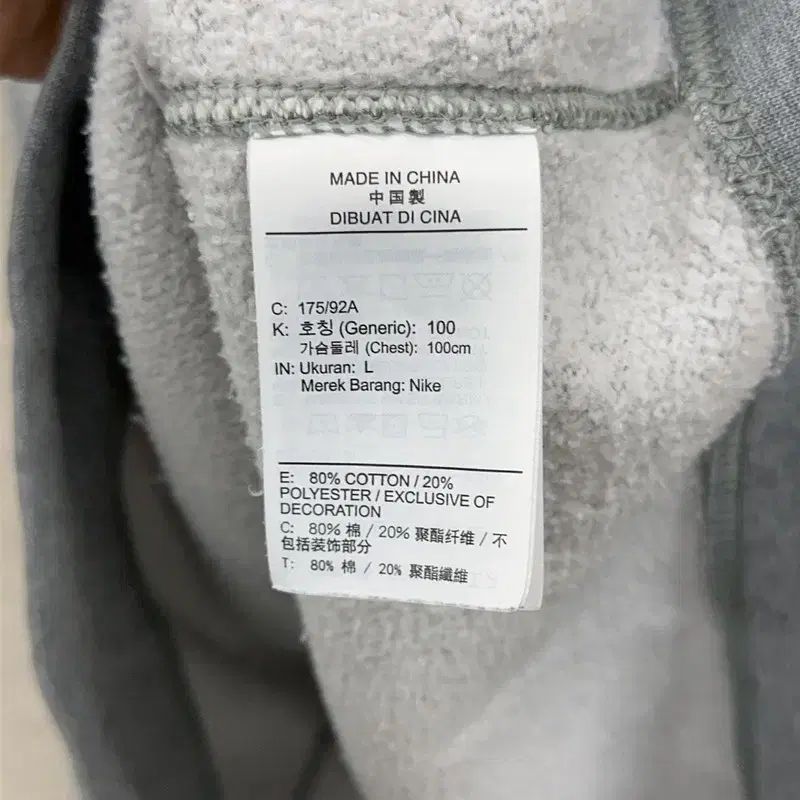 MADE IN CHINA
中国製
DIBUAT DI CINA
C: 175/92A
K: 호칭 (Generic): 100
가슴둘레 (Chest): 100cm
IN: Ukuran: L
Merek Barang: Nike
E: 80% COTTON / 20%
POLYESTER / EXCLUSIVE OF
DECORATION
C: 80% 棉 / 20% 聚酯纤维 / 不
包括装饰部分
T: 80% 棉 / 20% 聚酯纖維